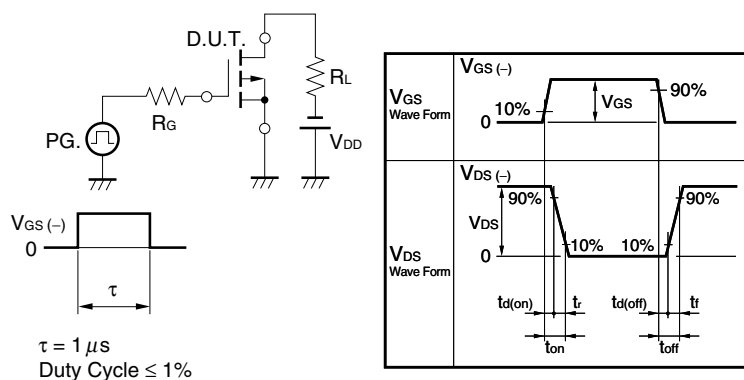 D.U.T.
RL
RG
PG.
VDD
VGS (−)
0
τ
τ = 1 μs
Duty Cycle ≤ 1%
VGS
Wave Form
VGS (−)
10%
VGS
90%
0
VDS
Wave Form
VDS (−)
90%
VDS
10%
10%
90%
0
td(on)
tr
td(off)
tf
ton
toff